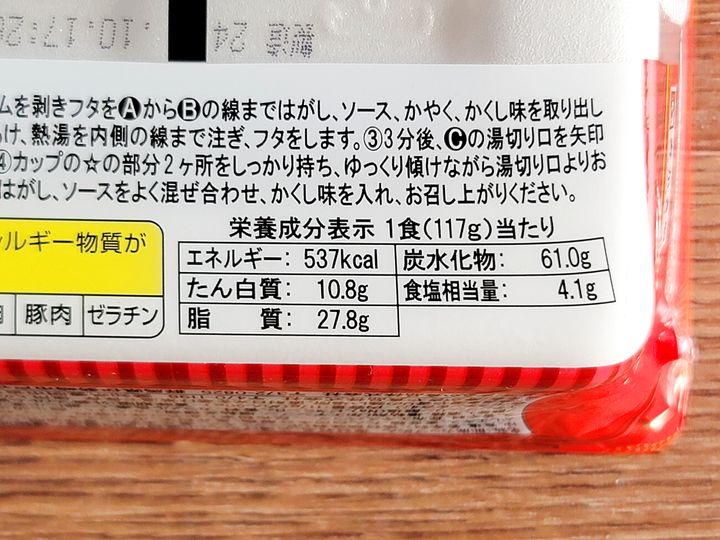 ムを剥きフタをⒶからⒷの線まではがし、ソース、かやく、かくし味を取り出し
け、熱湯を内側の線まで注ぎ、フタをします。③3分後、Ⓒの湯切り口を矢印
④カップの☆の部分2ヶ所をしっかり持ち、ゆっくり傾けながら湯切り口よりお
はがし、ソースをよく混ぜ合わせ、かくし味を入れ、お召し上がりください。
栄養成分表示 1食(117g)当たり
エネルギー: 537kcal 炭水化物: 61.0g
たん白質: 10.8g 食塩相当量: 4.1g
脂 質: 27.8g
ルギー物質が
豚肉 ゼラチン